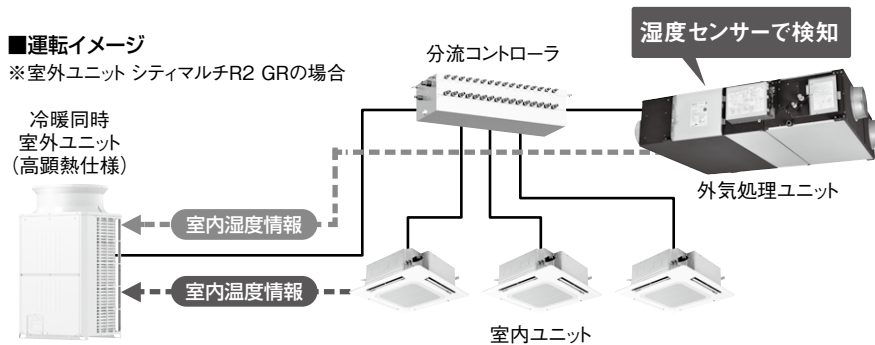 ■運転イメージ
※室外ユニット シティマルチR2 GRの場合
湿度センサーで検知
分流コントローラ
冷暖同時
室外ユニット
（高顕熱仕様）
外気処理ユニット
室内湿度情報
室内温度情報
室内ユニット